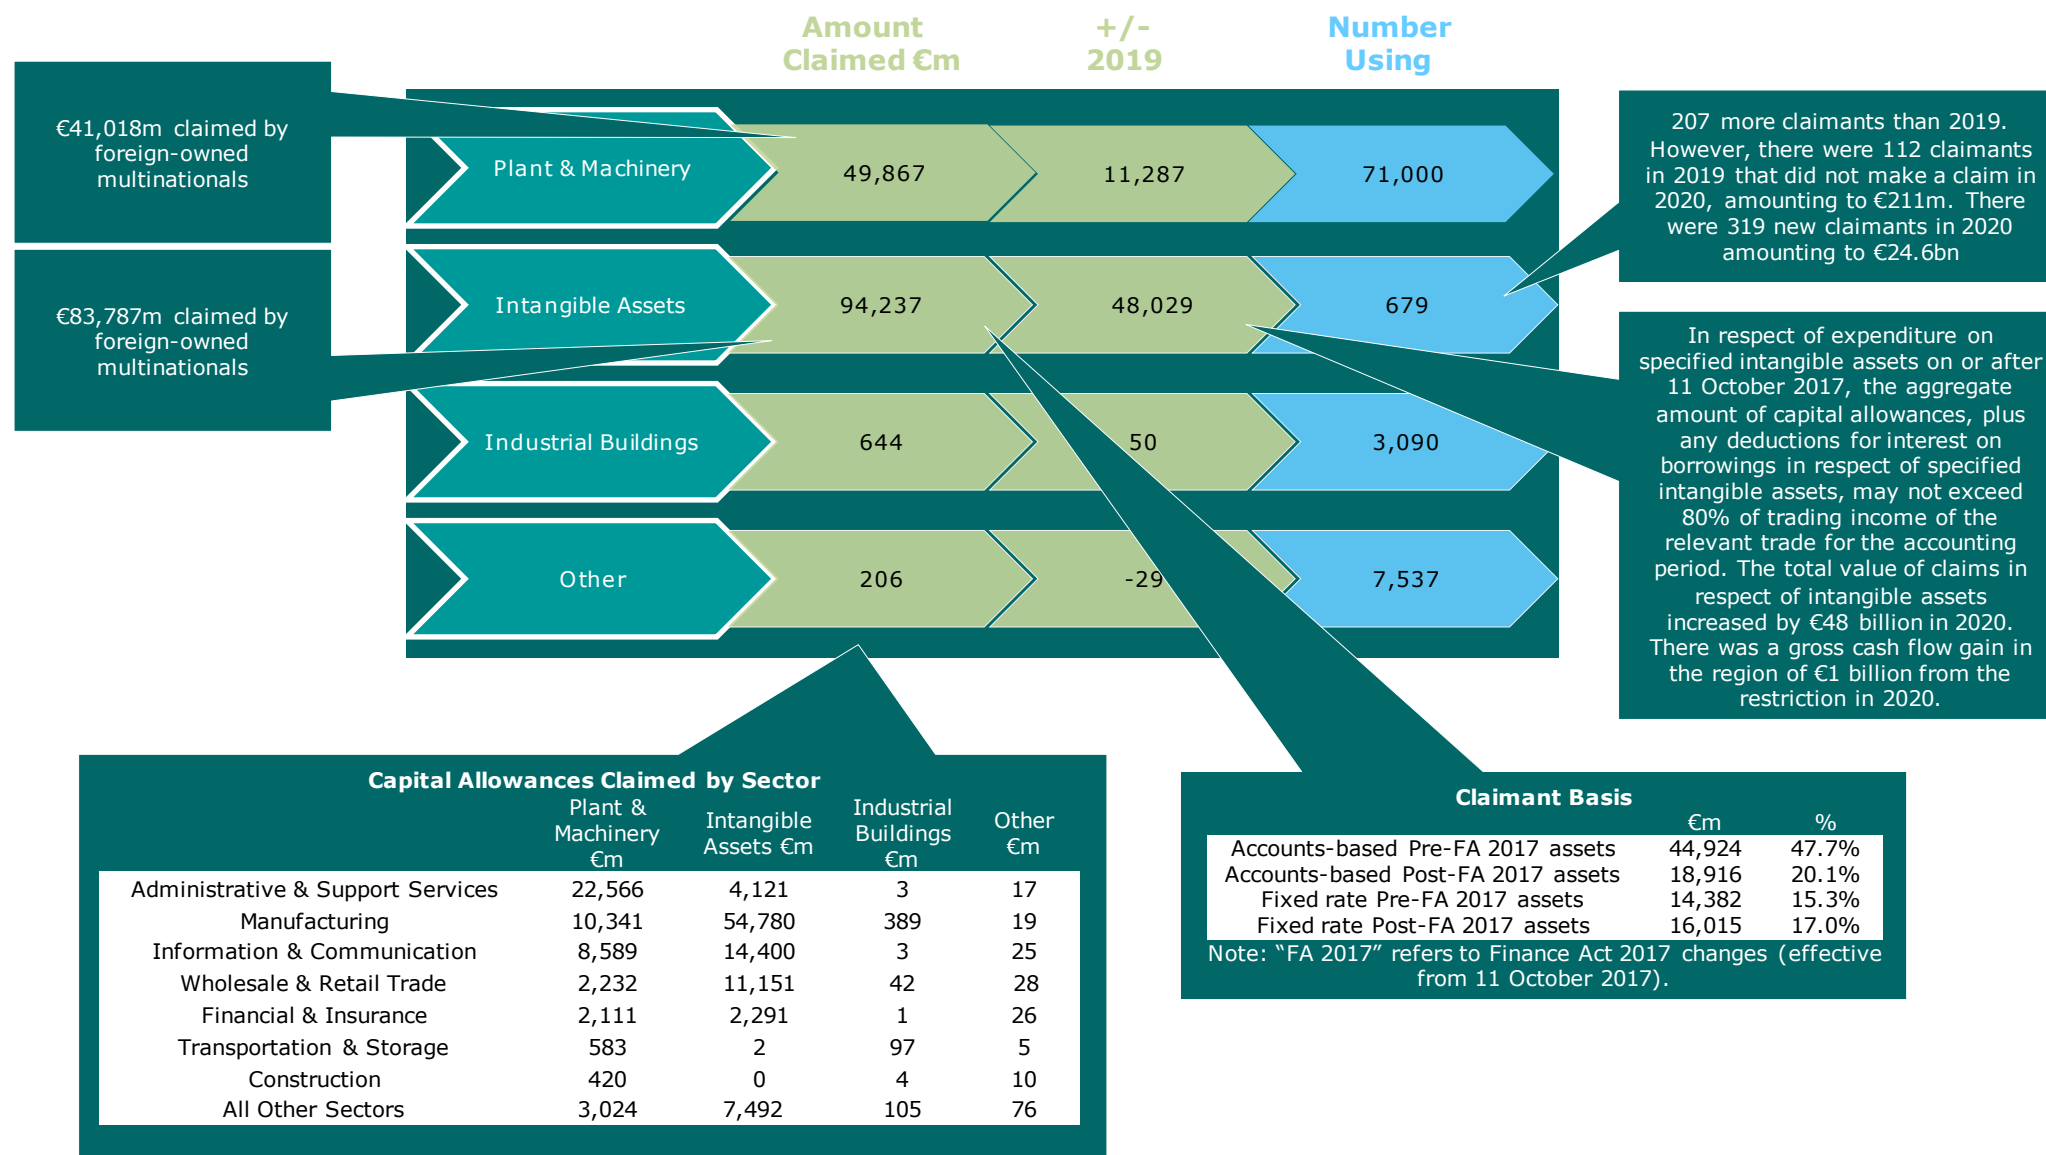 Amount
Claimed €m
+/-
2019
Number
Using
€41,018m claimed by
foreign-owned
multinationals
Plant & Machinery
49,867
11,287
71,000
207 more claimants than 2019.
However, there were 112 claimants
in 2019 that did not make a claim in
2020, amounting to €211m. There
were 319 new claimants in 2020
amounting to €24.6bn
€83,787m claimed by
foreign-owned
multinationals
Intangible Assets
94,237
48,029
679
In respect of expenditure on
specified intangible assets on or after
11 October 2017, the aggregate
amount of capital allowances, plus
any deductions for interest on
borrowings in respect of specified
intangible assets, may not exceed
80% of trading income of the
relevant trade for the accounting
period. The total value of claims in
respect of intangible assets
increased by €48 billion in 2020.
There was a gross cash flow gain in
the region of €1 billion from the
restriction in 2020.
Industrial Buildings
644
50
3,090
Other
206
-29
7,537
Capital Allowances Claimed by Sector
Plant &
Machinery
€m
Intangible
Assets €m
Industrial
Buildings
€m
Other
€m
Administrative & Support Services 22,566 4,121 3 17
Manufacturing 10,341 54,780 389 19
Information & Communication 8,589 14,400 3 25
Wholesale & Retail Trade 2,232 11,151 42 28
Financial & Insurance 2,111 2,291 1 26
Transportation & Storage 583 2 97 5
Construction 420 0 4 10
All Other Sectors 3,024 7,492 105 76
Claimant Basis
€m %
Accounts-based Pre-FA 2017 assets 44,924 47.7%
Accounts-based Post-FA 2017 assets 18,916 20.1%
Fixed rate Pre-FA 2017 assets 14,382 15.3%
Fixed rate Post-FA 2017 assets 16,015 17.0%
Note: “FA 2017” refers to Finance Act 2017 changes (effective
from 11 October 2017).